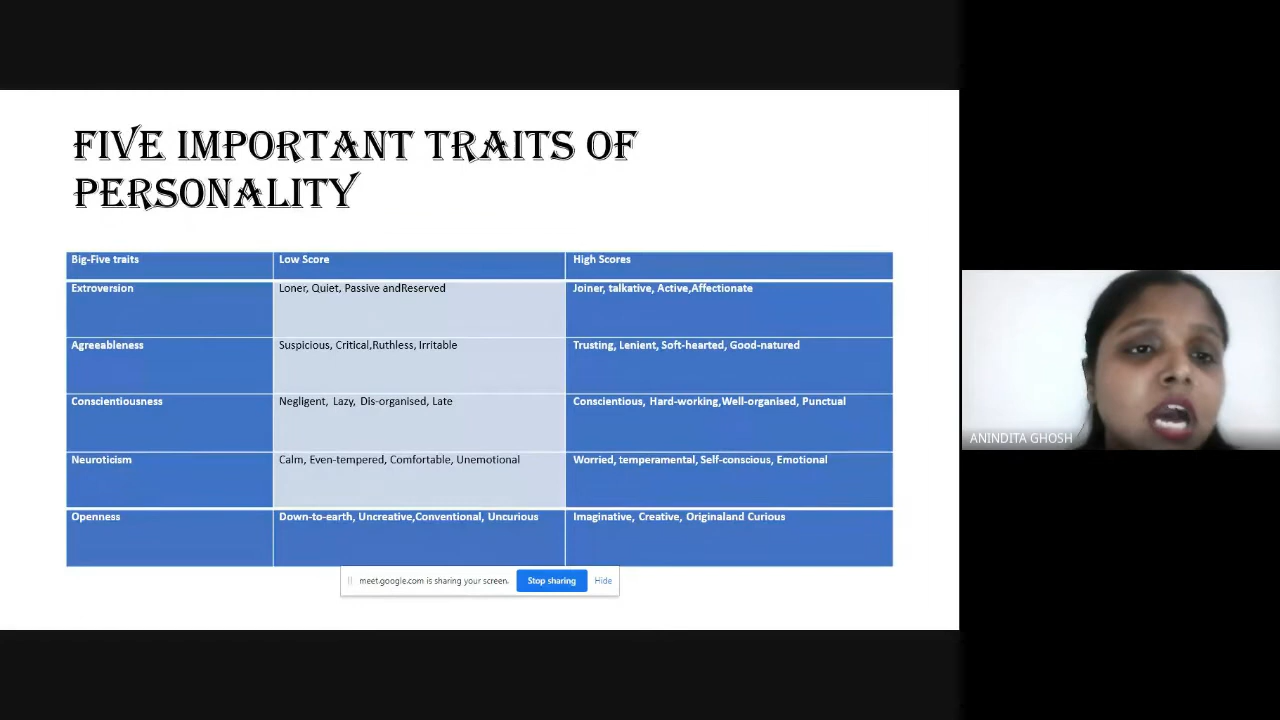 FIVE IMPORTANT TRAITS OF
PERSONALITY
Big-Five traits Low Score High Scores
Extroversion Loner, Quiet, Passive andReserved Joiner, talkative, Active,Affectionate
Agreeableness Suspicious, Critical,Ruthless, Irritable Trusting, Lenient, Soft-hearted, Good-natured
Conscientiousness Negligent, Lazy, Dis-organised, Late Conscientious, Hard-working,Well-organised, Punctual
Neuroticism Calm, Even-tempered, Comfortable, Unemotional Worried, temperamental, Self-conscious, Emotional
Openness Down-to-earth, Uncreative,Conventional, Uncurious Imaginative, Creative, Originaland Curious
meet.google.com is sharing your screen. Stop sharing Hide
ANINDITA GHOSH